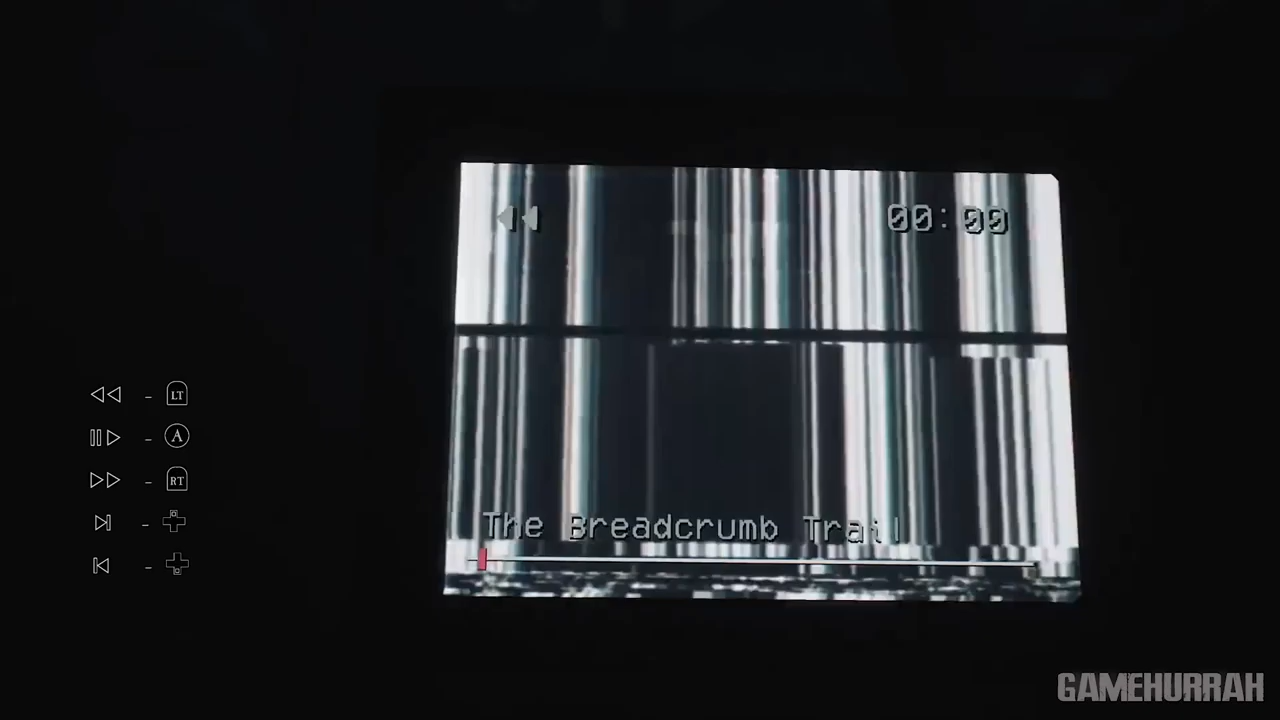 00:00
- LT
- A
- RT
-
-
The Breadcrumb Trail
GAMEHURRAH